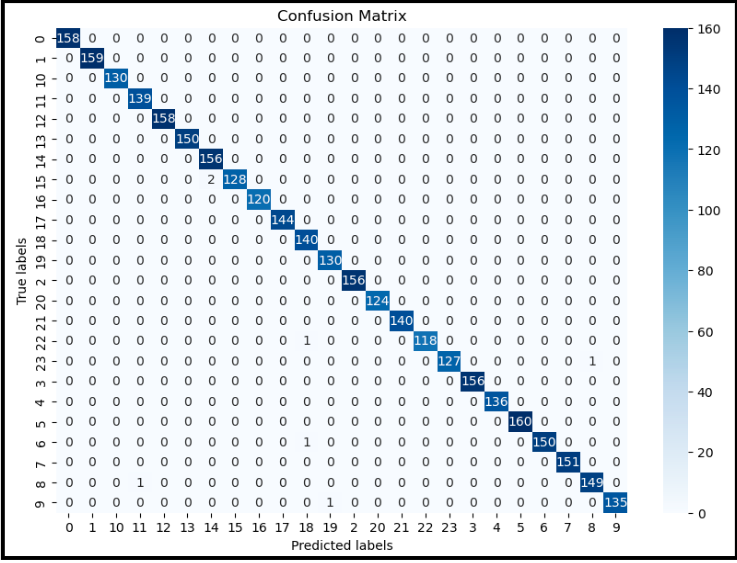 Confusion Matrix
0 158 0 0 0 0 0 0 0 0 0 0 0 0 0 0 0 0 0 0 0 0 0 0 0
1 0 159 0 0 0 0 0 0 0 0 0 0 0 0 0 0 0 0 0 0 0 0 0 0
10 0 0 130 0 0 0 0 0 0 0 0 0 0 0 0 0 0 0 0 0 0 0 0 0
11 0 0 0 139 0 0 0 0 0 0 0 0 0 0 0 0 0 0 0 0 0 0 0 0
12 0 0 0 0 158 0 0 0 0 0 0 0 0 0 0 0 0 0 0 0 0 0 0 0
13 0 0 0 0 0 150 0 0 0 0 0 0 0 0 0 0 0 0 0 0 0 0 0 0
14 0 0 0 0 0 0 156 0 0 0 0 0 0 0 0 0 0 0 0 0 0 0 0 0
15 0 0 0 0 0 0 2 128 0 0 0 0 0 0 0 0 0 0 0 0 0 0 0 0
16 0 0 0 0 0 0 0 0 120 0 0 0 0 0 0 0 0 0 0 0 0 0 0 0
17 0 0 0 0 0 0 0 0 0 144 0 0 0 0 0 0 0 0 0 0 0 0 0 0
18 0 0 0 0 0 0 0 0 0 0 140 0 0 0 0 0 0 0 0 0 0 0 0 0
19 0 0 0 0 0 0 0 0 0 0 0 130 0 0 0 0 0 0 0 0 0 0 0 0
2 0 0 0 0 0 0 0 0 0 0 0 0 156 0 0 0 0 0 0 0 0 0 0 0
20 0 0 0 0 0 0 0 0 0 0 0 0 0 124 0 0 0 0 0 0 0 0 0 0
21 0 0 0 0 0 0 0 0 0 0 0 0 0 0 140 0 0 0 0 0 0 0 0 0
22 0 0 0 0 0 0 0 0 0 0 1 0 0 0 0 118 0 0 0 0 0 0 0 0
23 0 0 0 0 0 0 0 0 0 0 0 0 0 0 0 0 127 0 0 0 0 0 1 0
3 0 0 0 0 0 0 0 0 0 0 0 0 0 0 0 0 0 156 0 0 0 0 0 0
4 0 0 0 0 0 0 0 0 0 0 0 0 0 0 0 0 0 0 136 0 0 0 0 0
5 0 0 0 0 0 0 0 0 0 0 0 0 0 0 0 0 0 0 0 160 0 0 0 0
6 0 0 0 0 0 0 0 0 0 0 1 0 0 0 0 0 0 0 0 0 150 0 0 0
7 0 0 0 0 0 0 0 0 0 0 0 0 0 0 0 0 0 0 0 0 0 151 0 0
8 0 0 0 1 0 0 0 0 0 0 0 0 0 0 0 0 0 0 0 0 0 0 149 0
9 0 0 0 0 0 0 0 0 0 0 0 1 0 0 0 0 0 0 0 0 0 0 0 135
0 1 10 11 12 13 14 15 16 17 18 19 2 20 21 22 23 3 4 5 6 7 8 9
Predicted labels
True labels
160
140
120
100
80
60
40
20
0